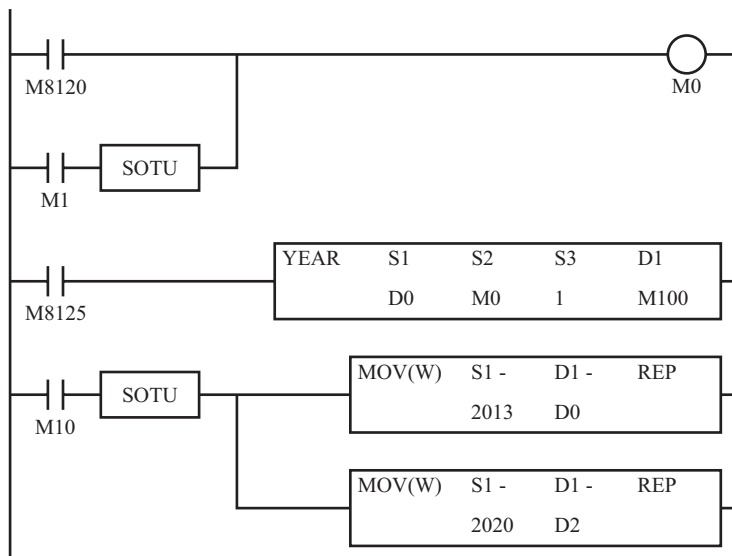 M8120
M0
SOTU
M1
YEAR S1 S2 S3 D1
D0 M0 1 M100
M8125
MOV(W) S1 - D1 - REP
SOTU
2013 D0
M10
MOV(W) S1 - D1 - REP
2020 D2